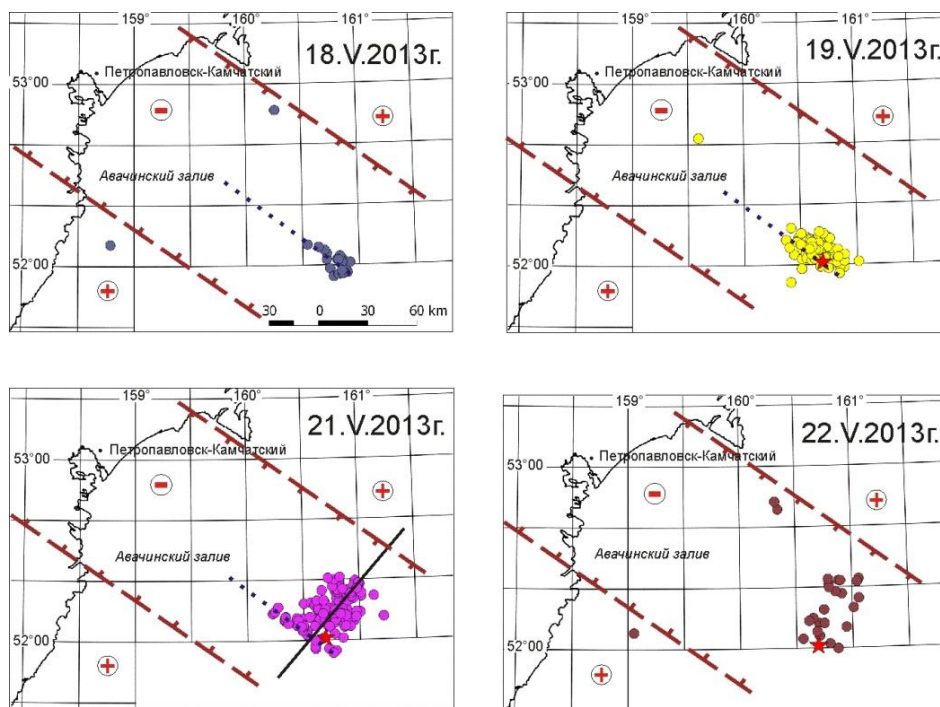 159° 160° 161°
18.V.2013г.
53°00' Петропавловск-Камчатский
Авачинский залив
52°00'
30 0 30 60 km
159° 160° 161°
19.V.2013г.
53°00' Петропавловск-Камчатский
Авачинский залив
52°00'
159° 160° 161°
21.V.2013г.
53°00' Петропавловск-Камчатский
Авачинский залив
52°00'
159° 160° 161°
22.V.2013г.
53°00' Петропавловск-Камчатский
Авачинский залив
52°00'